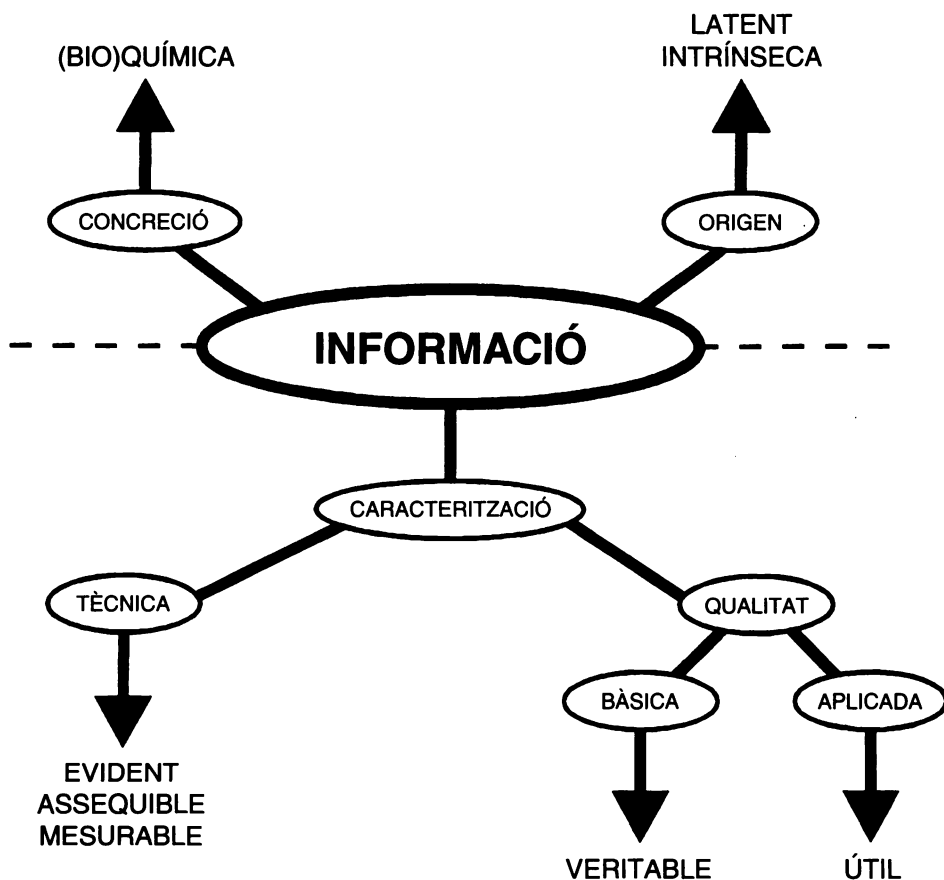 (BIO)QUÍMICA
LATENT
INTRÍNSECA
CONCRECIÓ
ORIGEN
INFORMACIÓ
CARACTERITZACIÓ
TÈCNICA
QUALITAT
BÀSICA
APLICADA
EVIDENT
ASSEQUIBLE
MESURABLE
VERITABLE
ÚTIL